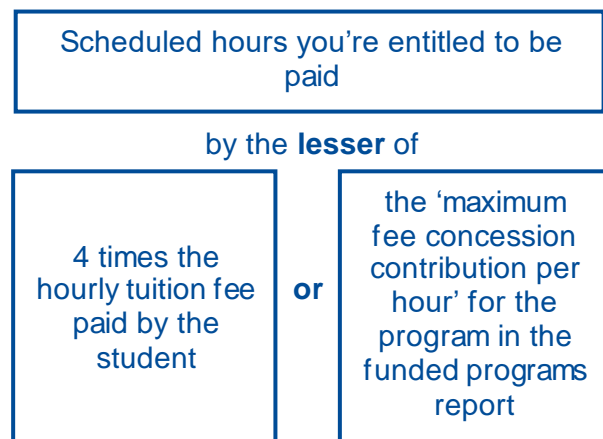 Scheduled hours you're entitled to be
paid
by the lesser of
4 times the
hourly tuition fee
paid by the
student
or
the ‘maximum
fee concession
contribution per
hour’ for the
program in the
funded programs
report